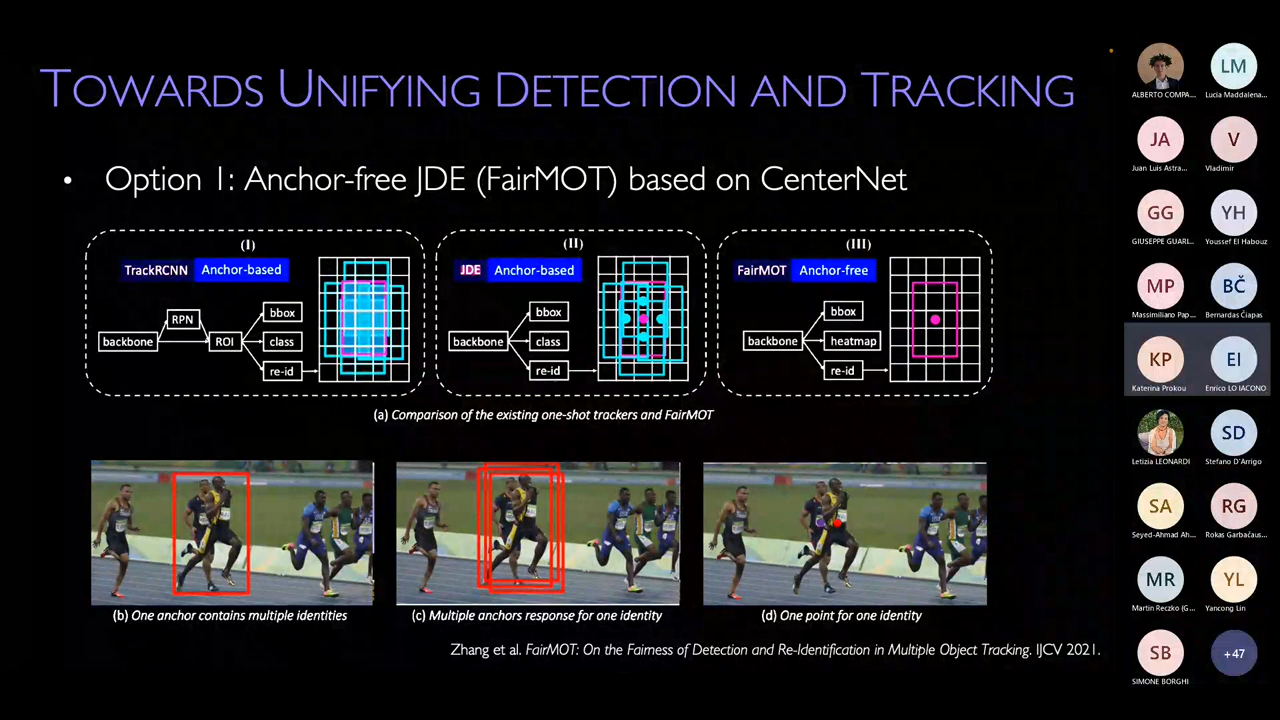 TOWARDS UNIFYING DETECTION AND TRACKING
• Option 1: Anchor-free JDE (FairMOT) based on CenterNet
(I)
TrackRCNN Anchor-based
backbone
RPN
ROI
bbox
class
re-id
(II)
JDE Anchor-based
backbone
bbox
class
re-id
(III)
FairMOT Anchor-free
backbone
bbox
heatmap
re-id
(a) Comparison of the existing one-shot trackers and FairMOT
(b) One anchor contains multiple identities
(c) Multiple anchors response for one identity
(d) One point for one identity
Zhang et al. FairMOT: On the Fairness of Detection and Re-Identification in Multiple Object Tracking. IJCV 2021.
ALBERTO COMPA...
LM
Lucia Maddalena...
JA
Juan Luis Astra...
V
Vladimir
GG
GIUSEPPE GUARI...
YH
Youssef El Habouz
MP
Massimiliano Pap...
BČ
Bernardas Čiapas
KP
Katerina Prokou
EI
Enrico LO IACONO
Letizia LEONARDI
SD
Stefano D'Arrigo
SA
Seyed-Ahmad Ah...
RG
Rokas Garbačaus...
MR
Martin Reczko (G...
YL
Yancong Lin
SB
SIMONE BORGHI
+47